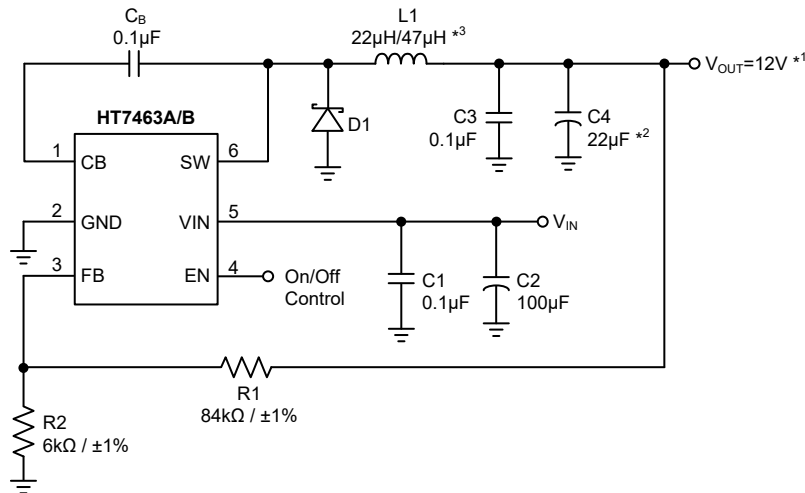 C_B
0.1µF
L1
22µH/47µH *3
V_OUT=12V *1
HT7463A/B
D1
C3
0.1µF
C4
22µF *2
1
CB
SW
6
2
GND
VIN
5
V_IN
3
FB
EN
4
On/Off
Control
C1
0.1µF
C2
100µF
R1
84kΩ / ±1%
R2
6kΩ / ±1%